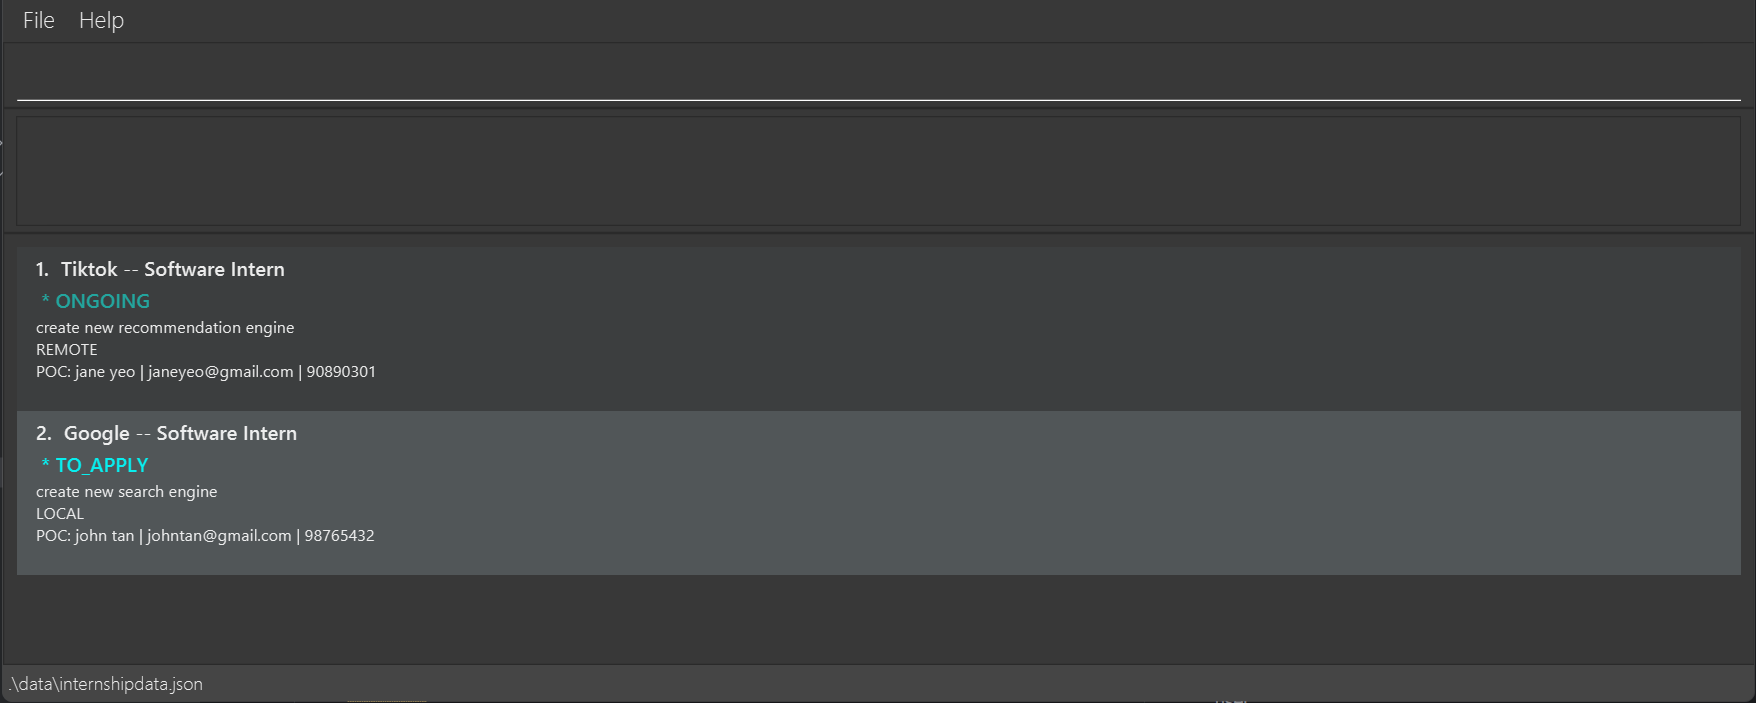 File Help
1. Tiktok -- Software Intern
* ONGOING
create new recommendation engine
REMOTE
POC: jane yeo | janeyeo@gmail.com | 90890301
2. Google -- Software Intern
* TO_APPLY
create new search engine
LOCAL
POC: john tan | johntan@gmail.com | 98765432
.\data\internshipdata.json